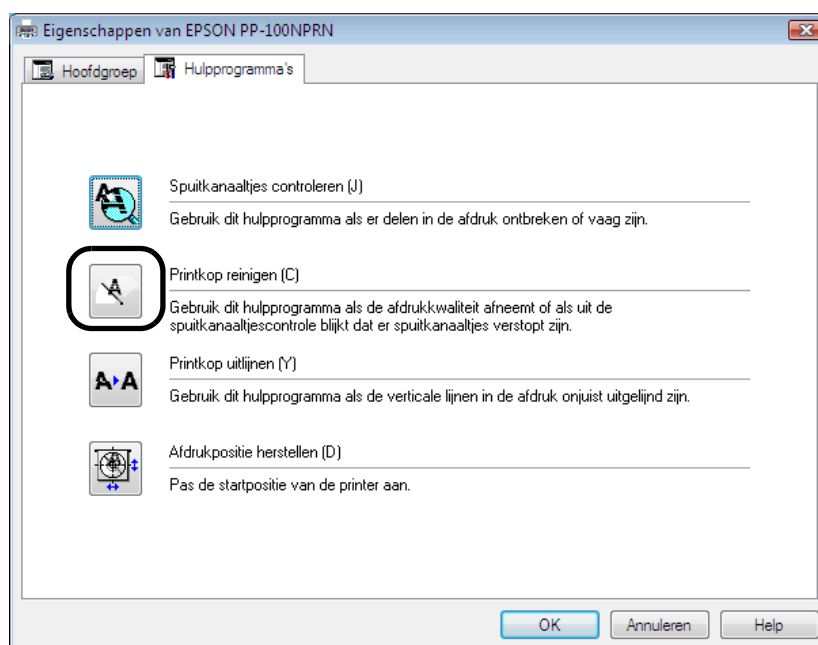 Eigenschappen van EPSON PP-100NPRN
Hoofdgroep
Hulpprogramma's
Spuitkanaaltjes controleren (J)
Gebruik dit hulpprogramma als er delen in de afdruk ontbreken of vaag zijn.
Printkop reinigen (C)
Gebruik dit hulpprogramma als de afdrukkwaliteit afneemt of als uit de
spuitkanaaltjescontrole blijkt dat er spuitkanaaltjes verstopt zijn.
Printkop uitlijnen (Y)
Gebruik dit hulpprogramma als de verticale lijnen in de afdruk onjuist uitgelijnd zijn.
Afdrukpositie herstellen (D)
Pas de startpositie van de printer aan.
OK
Annuleren
Help